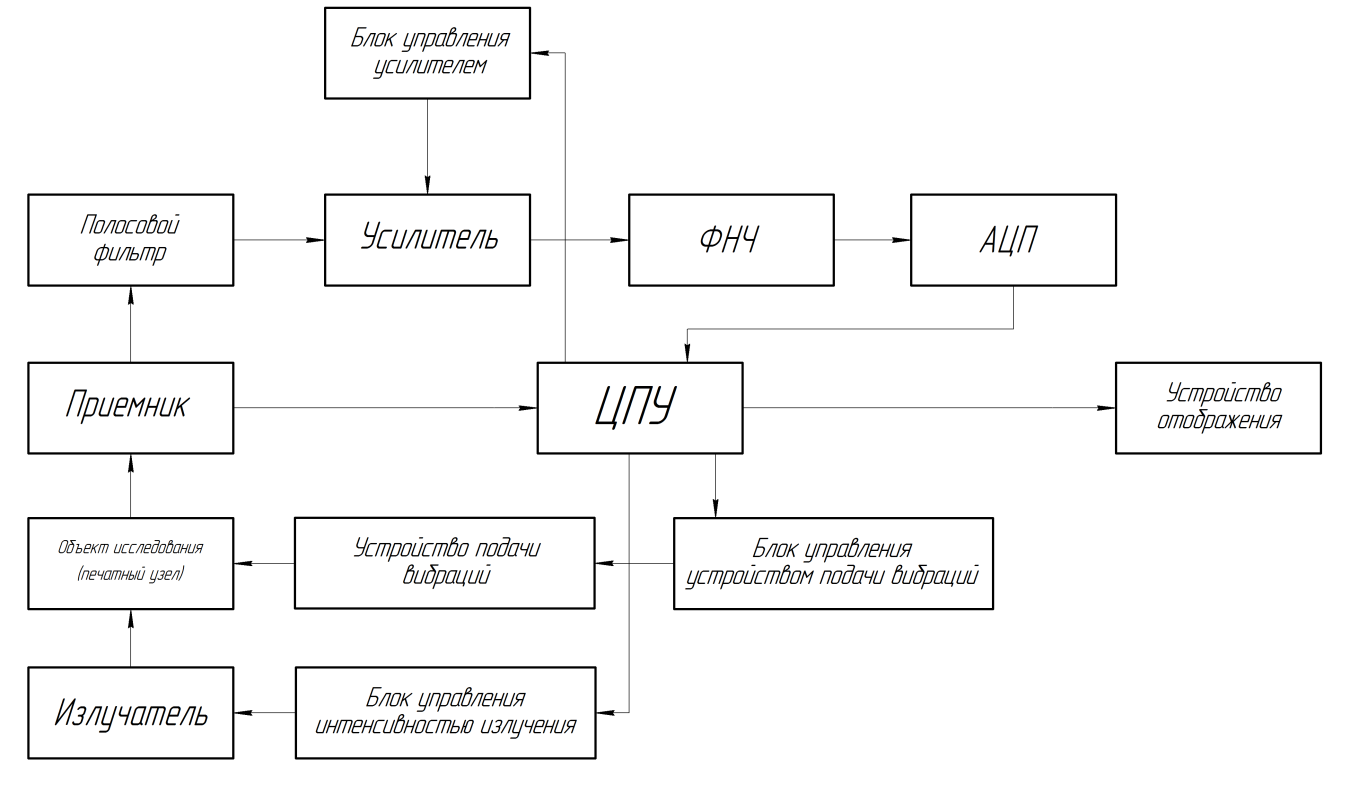 Блок управления
усилителем
Полосовой
фильтр
Усилитель
ФНЧ
АЦП
Приемник
ЦПУ
Устройство
отображения
Объект исследования
(печатный узел)
Устройство подачи
вибраций
Блок управления
устройством подачи вибраций
Излучатель
Блок управления
интенсивностью излучения